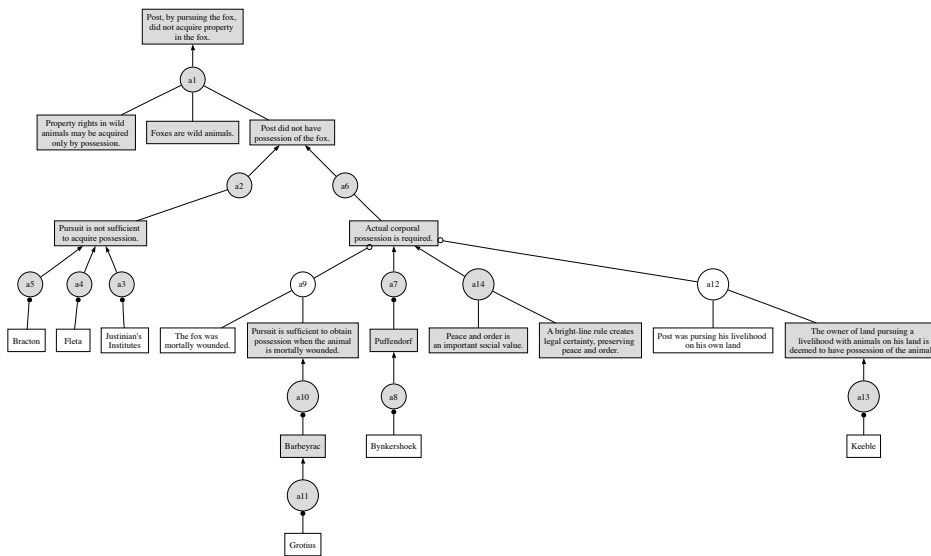 Post, by pursuing the fox,
did not acquire property
in the fox.
a1
Property rights in wild
animals may be acquired
only by possession.
Foxes are wild animals.
Post did not have
possession of the fox.
a2
a6
Pursuit is not sufficient
to acquire possession.
Actual corporal
possession is required.
a5
a4
a3
a9
a7
a14
a12
Bracton
Fleta
Justinian's
Institutes
The fox was
mortally wounded.
Pursuit is sufficient to obtain
possession when the animal
is mortally wounded.
Puffendorf
Peace and order is
an important social value.
A bright-line rule creates
legal certainty, preserving
peace and order.
Post was pursing his livelihood
on his own land
The owner of land pursuing a
livelihood with animals on his land is
deemed to have possession of the animals
a10
a8
a13
Barbeyrac
Bynkershoek
Keeble
a11
Grotius